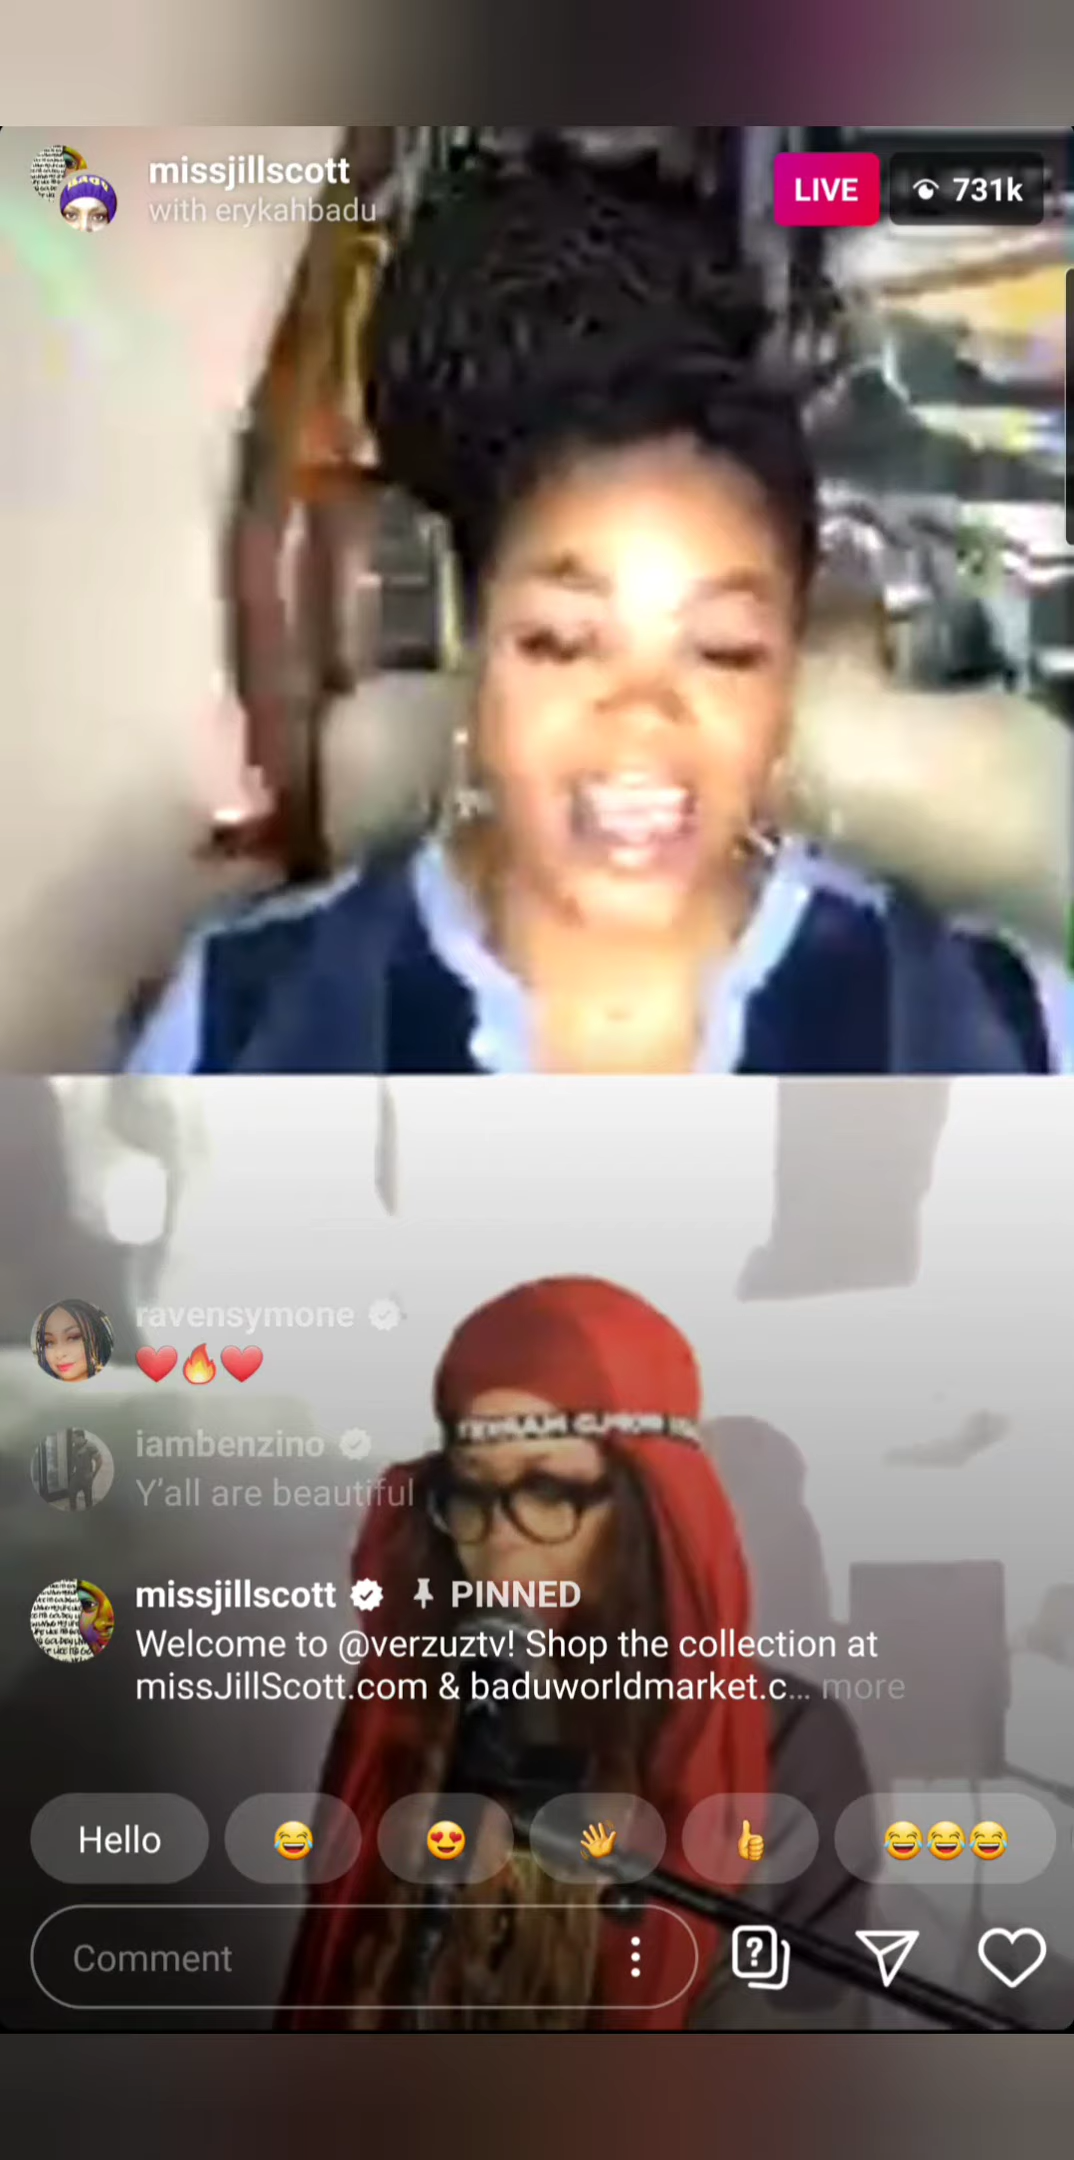 missjillscott
with erykahbadu
LIVE
731k
ravensymone
❤️🔥❤️
iambenzino
Y'all are beautiful
missjillscott PINNED
Welcome to @verzuztv! Shop the collection at
missJillScott.com & baduworldmarket.c... more
Hello 😂 😍 👋 👍 😂😂😂
Comment